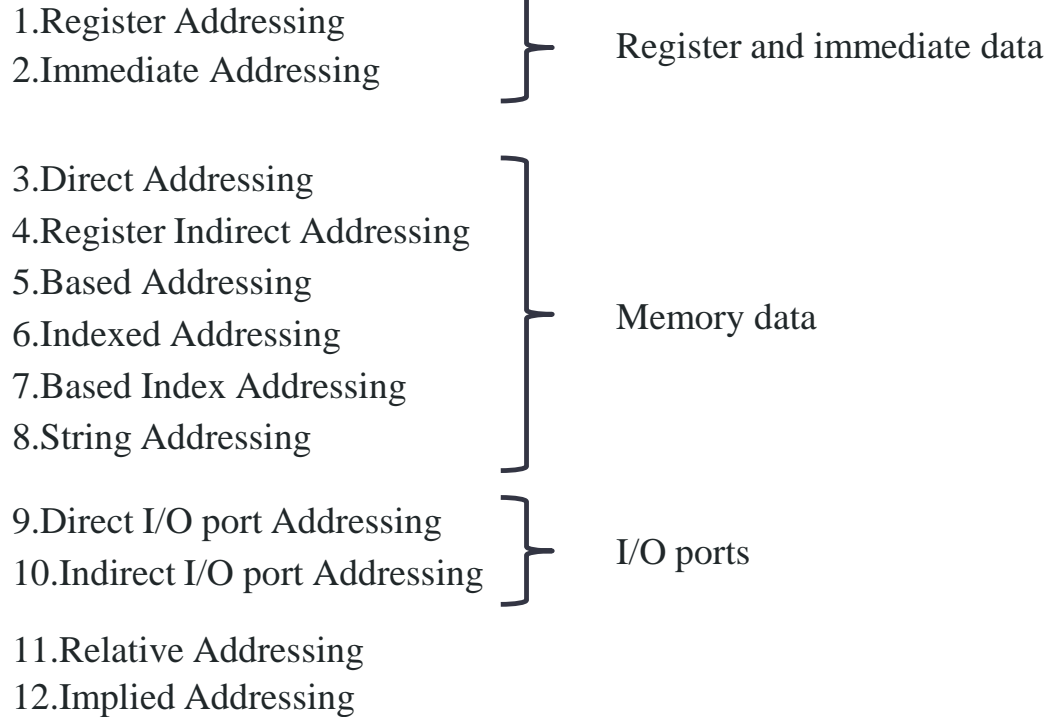 1.Register Addressing
2.Immediate Addressing
Register and immediate data
3.Direct Addressing
4.Register Indirect Addressing
5.Based Addressing
6.Indexed Addressing
7.Based Index Addressing
8.String Addressing
Memory data
9.Direct I/O port Addressing
10.Indirect I/O port Addressing
I/O ports
11.Relative Addressing
12.Implied Addressing